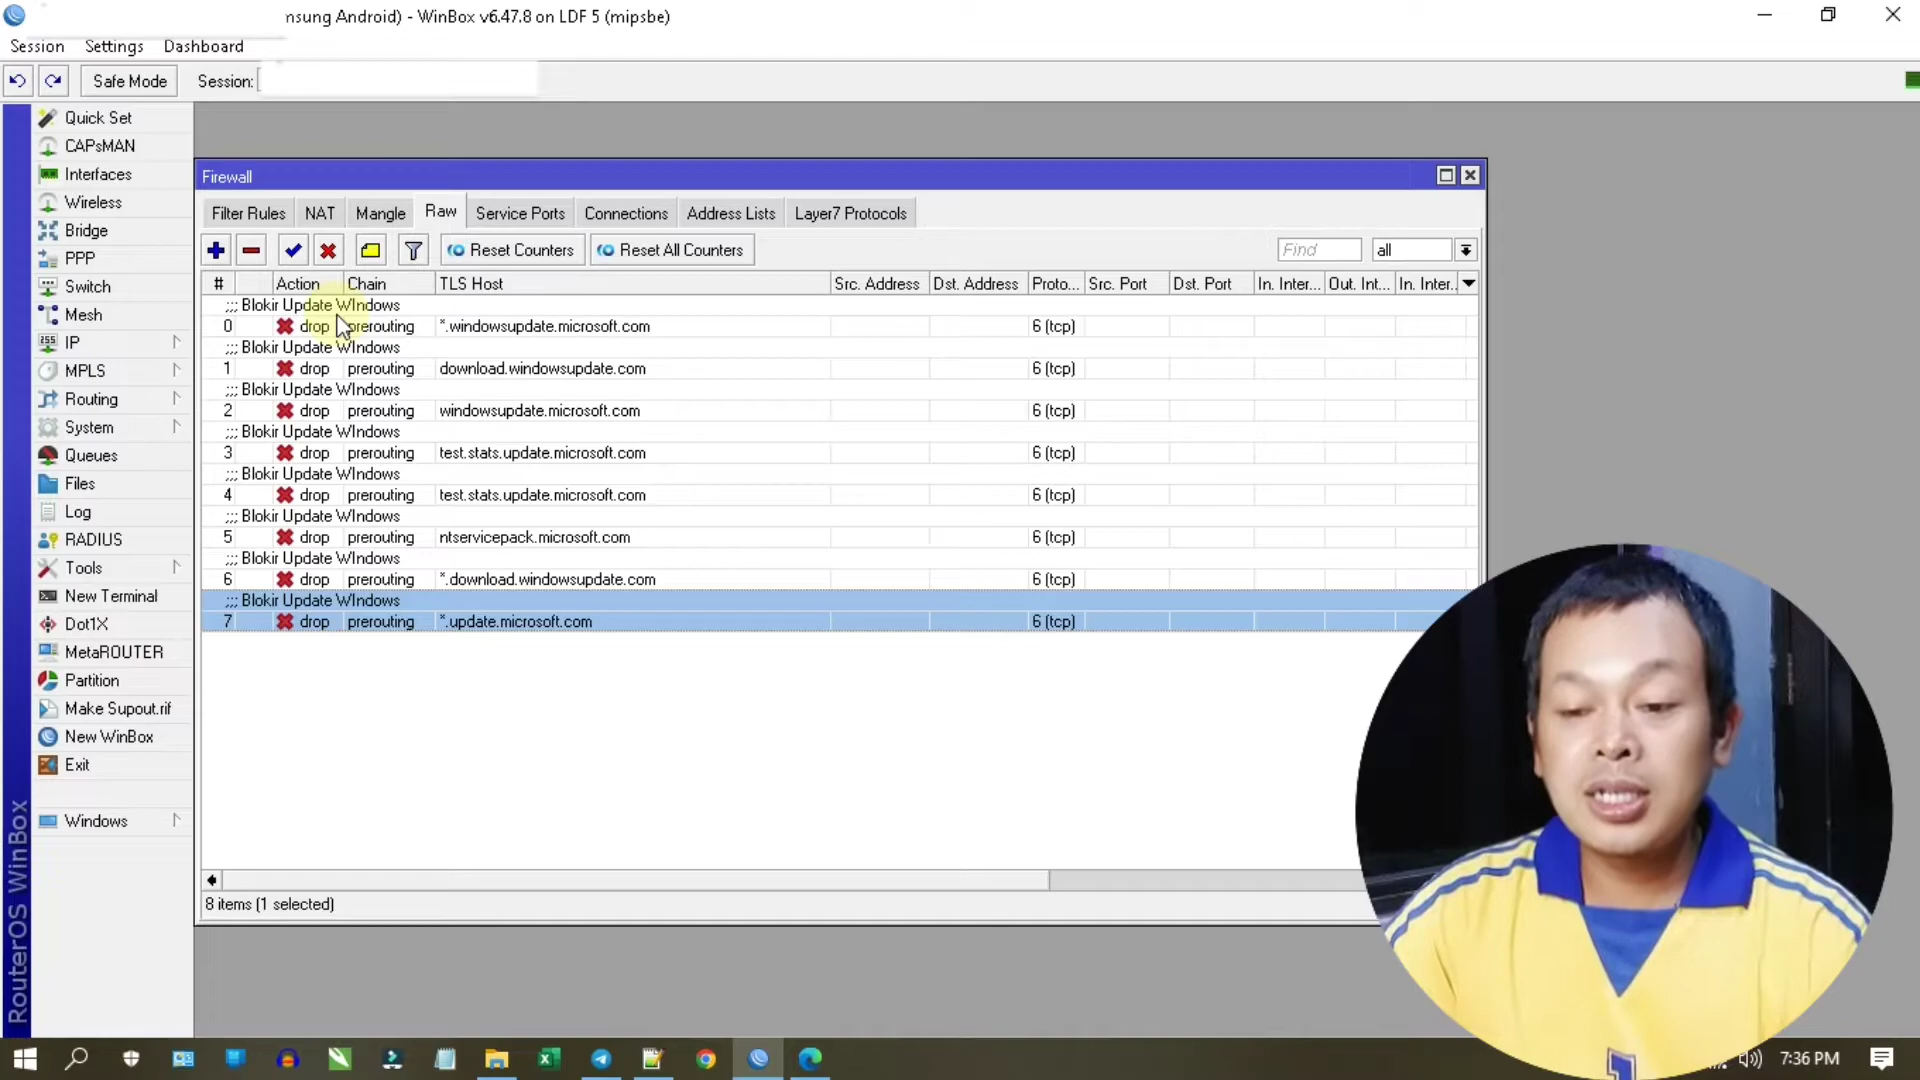 nsung Android) - WinBox v6.47.8 on LDF 5 (mipsbe)
Session Settings Dashboard
Safe Mode Session:
Quick Set
CAPsMAN
Interfaces
Wireless
Bridge
PPP
Switch
Mesh
IP
MPLS
Routing
System
Queues
Files
Log
RADIUS
Tools
New Terminal
Dot1X
MetaROUTER
Partition
Make Supout.rif
New WinBox
Exit
Windows
RouterOS WinBox
Firewall
Filter Rules NAT Mangle Raw Service Ports Connections Address Lists Layer7 Protocols
Reset Counters Reset All Counters Find all
# Action Chain TLS Host Src. Address Dst. Address Proto... Src. Port Dst. Port In. Inter... Out. Int... In. Inter...
;;; Blokir Update WIndows
0 drop prerouting *.windowsupdate.microsoft.com 6 (tcp)
;;; Blokir Update WIndows
1 drop prerouting download.windowsupdate.com 6 (tcp)
;;; Blokir Update WIndows
2 drop prerouting windowsupdate.microsoft.com 6 (tcp)
;;; Blokir Update WIndows
3 drop prerouting test.stats.update.microsoft.com 6 (tcp)
;;; Blokir Update WIndows
4 drop prerouting test.stats.update.microsoft.com 6 (tcp)
;;; Blokir Update WIndows
5 drop prerouting ntservicepack.microsoft.com 6 (tcp)
;;; Blokir Update WIndows
6 drop prerouting *.download.windowsupdate.com 6 (tcp)
;;; Blokir Update WIndows
7 drop prerouting *.update.microsoft.com 6 (tcp)
8 items (1 selected)
7:36 PM